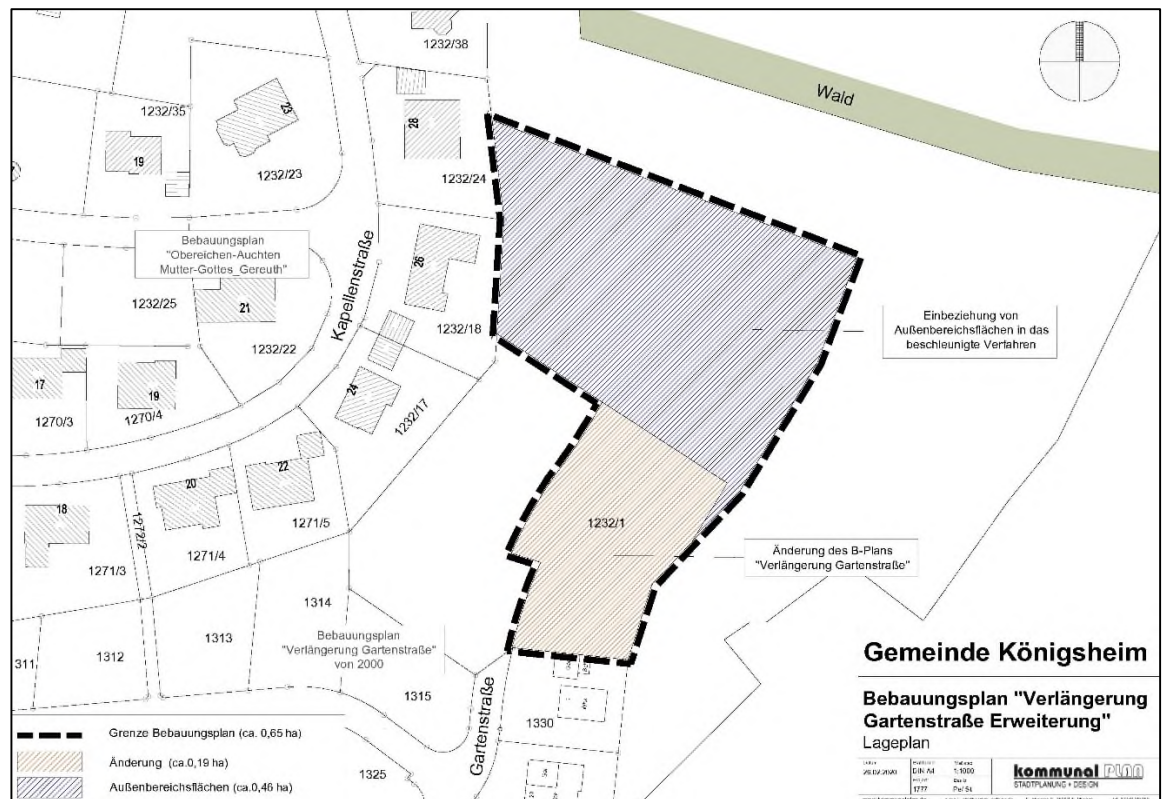 1232/38
Wald
1232/35
23
28
19
1232/23
1232/24
Bebauungsplan
"Obereichen-Auchten
Mutter-Gottes_Gereuth"
Kapellenstraße
26
1232/25
21
1232/18
1232/22
Einbeziehung von
Außenbereichsflächen in das
beschleunigte Verfahren
17
19
24
1270/3
1270/4
1232/17
22
20
18
1232/1
1272/2
1271/5
1271/4
1271/3
Änderung des B-Plans
"Verlängerung Gartenstraße"
1314
1313
1312
311
Bebauungsplan
"Verlängerung Gartenstraße"
von 2000
1315
Gartenstraße
1330
1325
Gemeinde Königsheim
Bebauungsplan "Verlängerung
Gartenstraße Erweiterung"
Lageplan
Grenze Bebauungsplan (ca. 0,65 ha)
Änderung (ca.0,19 ha)
Außenbereichsflächen (ca.0,46 ha)
DIN A4
1:1000
1777
kommunal PLAN
STADTPLANUNG + DESIGN